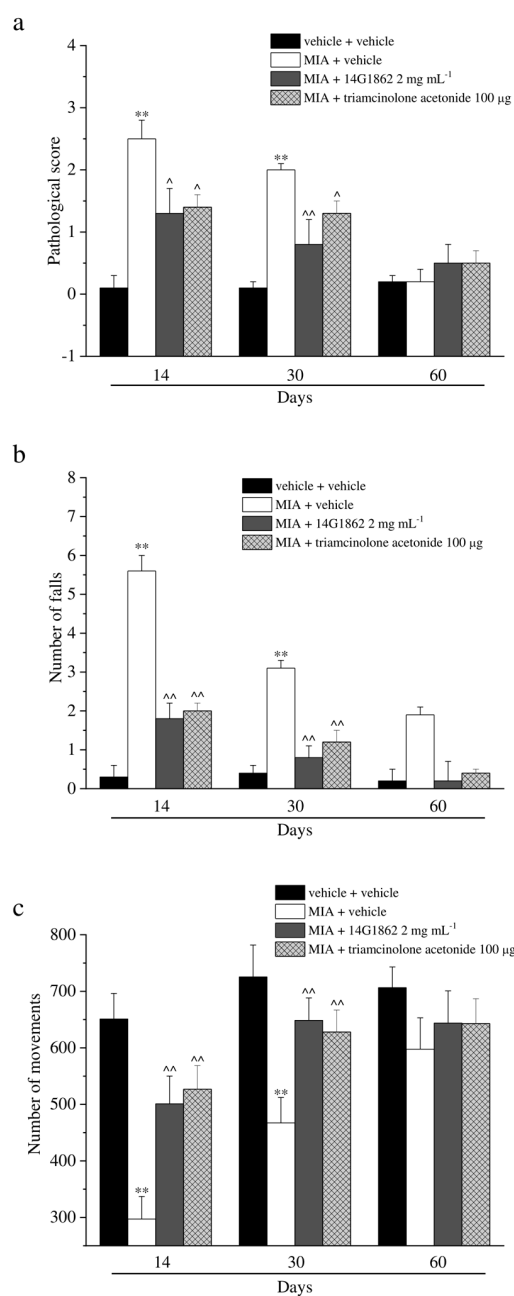 a
vehicle + vehicle
MIA + vehicle
MIA + 14G1862 2 mg mL⁻¹
MIA + triamcinolone acetonide 100 µg
Pathological score
4
3
2
1
0
-1
**
^
^
**
^^
^
14 30 60
Days
b
vehicle + vehicle
MIA + vehicle
MIA + 14G1862 2 mg mL⁻¹
MIA + triamcinolone acetonide 100 µg
Number of falls
8
7
6
5
4
3
2
1
0
**
^^ ^^
**
^^ ^^
14 30 60
Days
c
vehicle + vehicle
MIA + vehicle
MIA + 14G1862 2 mg mL⁻¹
MIA + triamcinolone acetonide 100 µg
Number of movements
800
700
600
500
400
300
**
^^ ^^
**
^^ ^^
14 30 60
Days